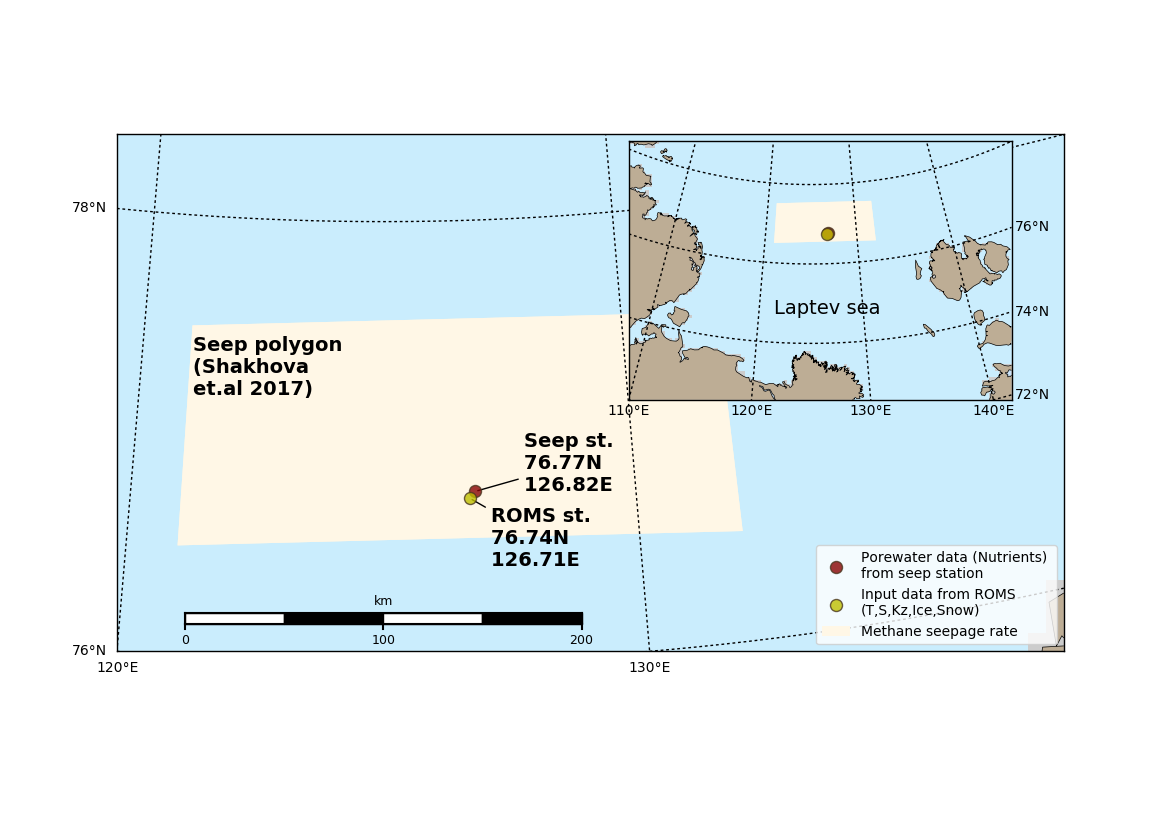 78°N
76°N
120°E
130°E
Seep polygon
(Shakhova
et.al 2017)
Seep st.
76.77N
126.82E
ROMS st.
76.74N
126.71E
km
0
100
200
Laptev sea
76°N
74°N
72°N
110°E
120°E
130°E
140°E
Porewater data (Nutrients)
from seep station
Input data from ROMS
(T,S,Kz,Ice,Snow)
Methane seepage rate